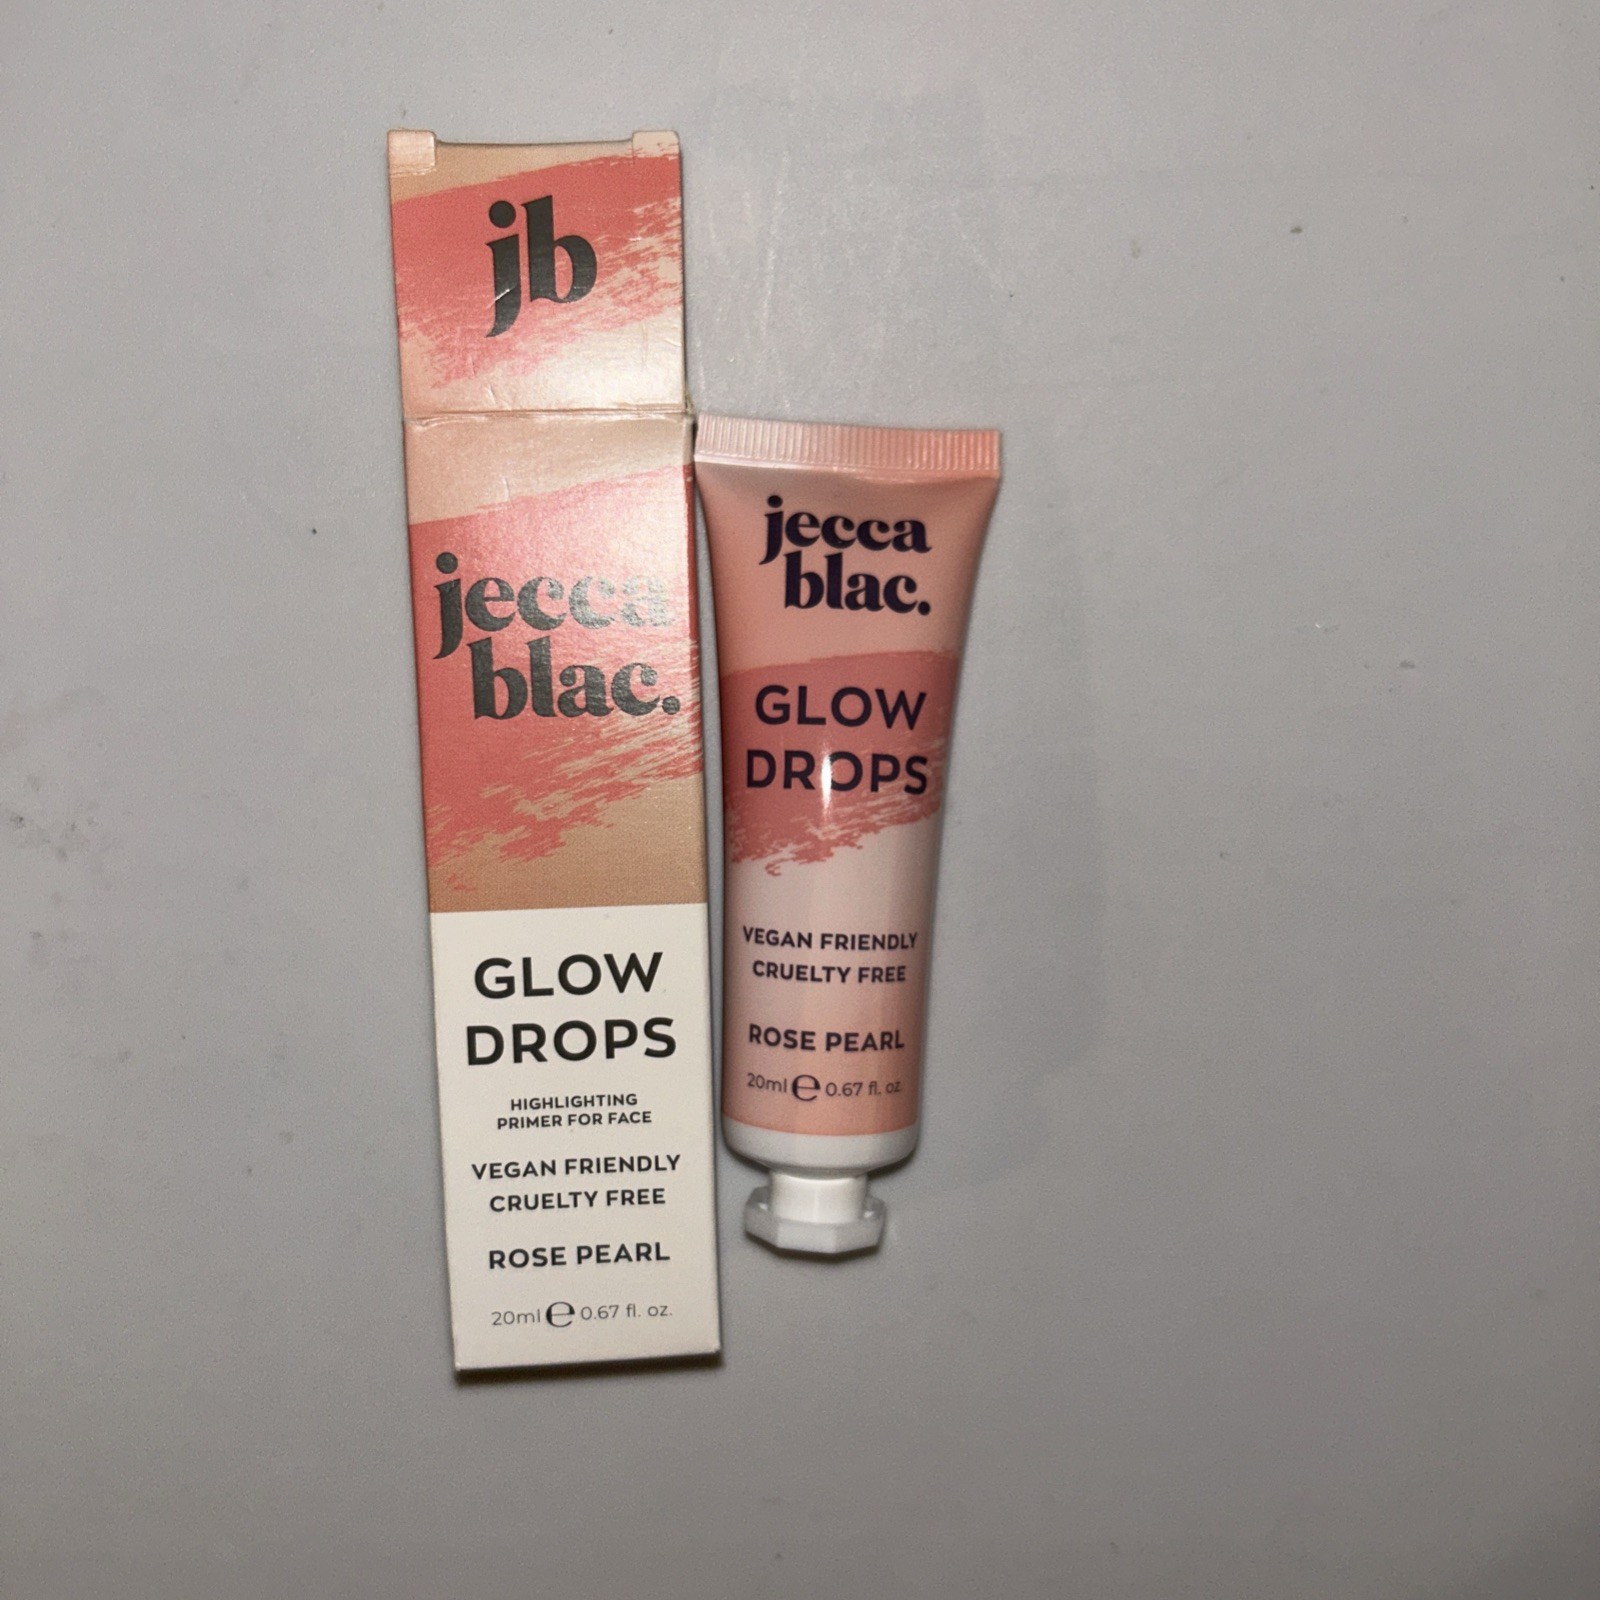 jb
jecca
blac.
GLOW
DROPS
HIGHLIGHTING
PRIMER FOR FACE
VEGAN FRIENDLY
CRUELTY FREE
ROSE PEARL
20ml ℮ 0.67 fl. oz.
jecca
blac.
GLOW
DROPS
VEGAN FRIENDLY
CRUELTY FREE
ROSE PEARL
20ml ℮ 0.67 fl. oz.